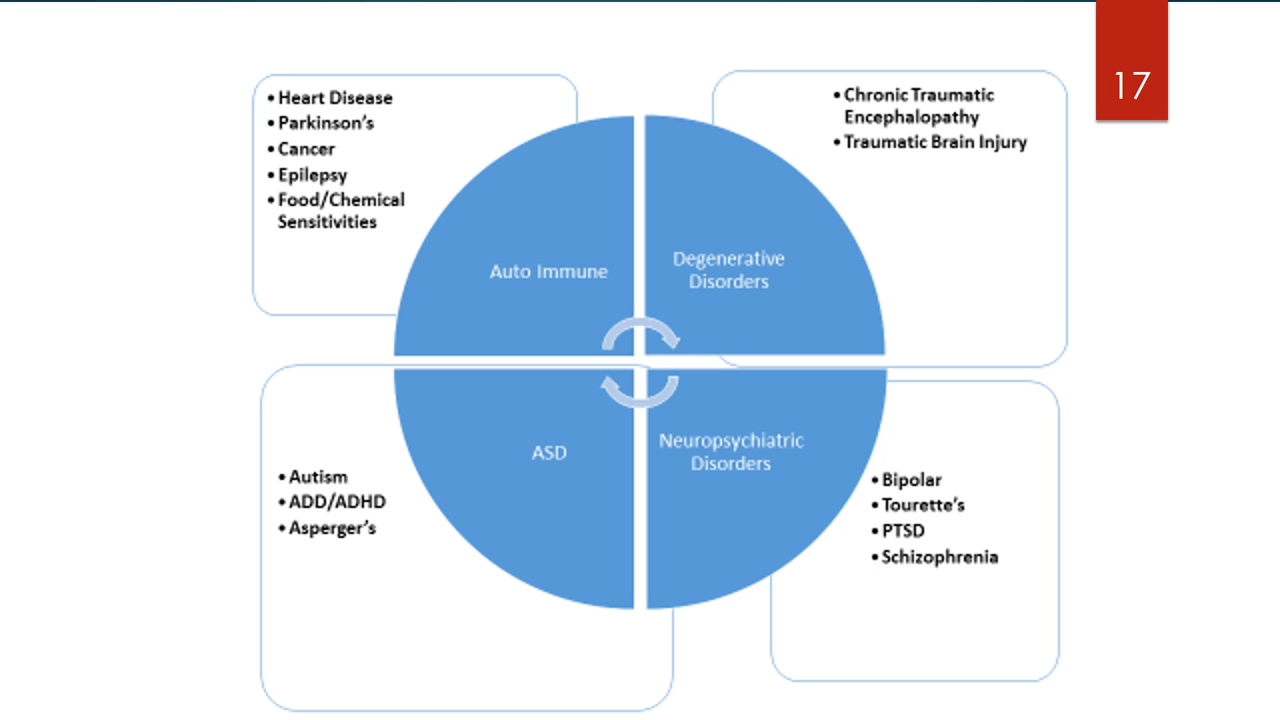 17
• Heart Disease
• Parkinson’s
• Cancer
• Epilepsy
• Food/Chemical
Sensitivities
• Chronic Traumatic
Encephalopathy
• Traumatic Brain Injury
Auto Immune
Degenerative
Disorders
ASD
Neuropsychiatric
Disorders
• Autism
• ADD/ADHD
• Asperger’s
• Bipolar
• Tourette’s
• PTSD
• Schizophrenia